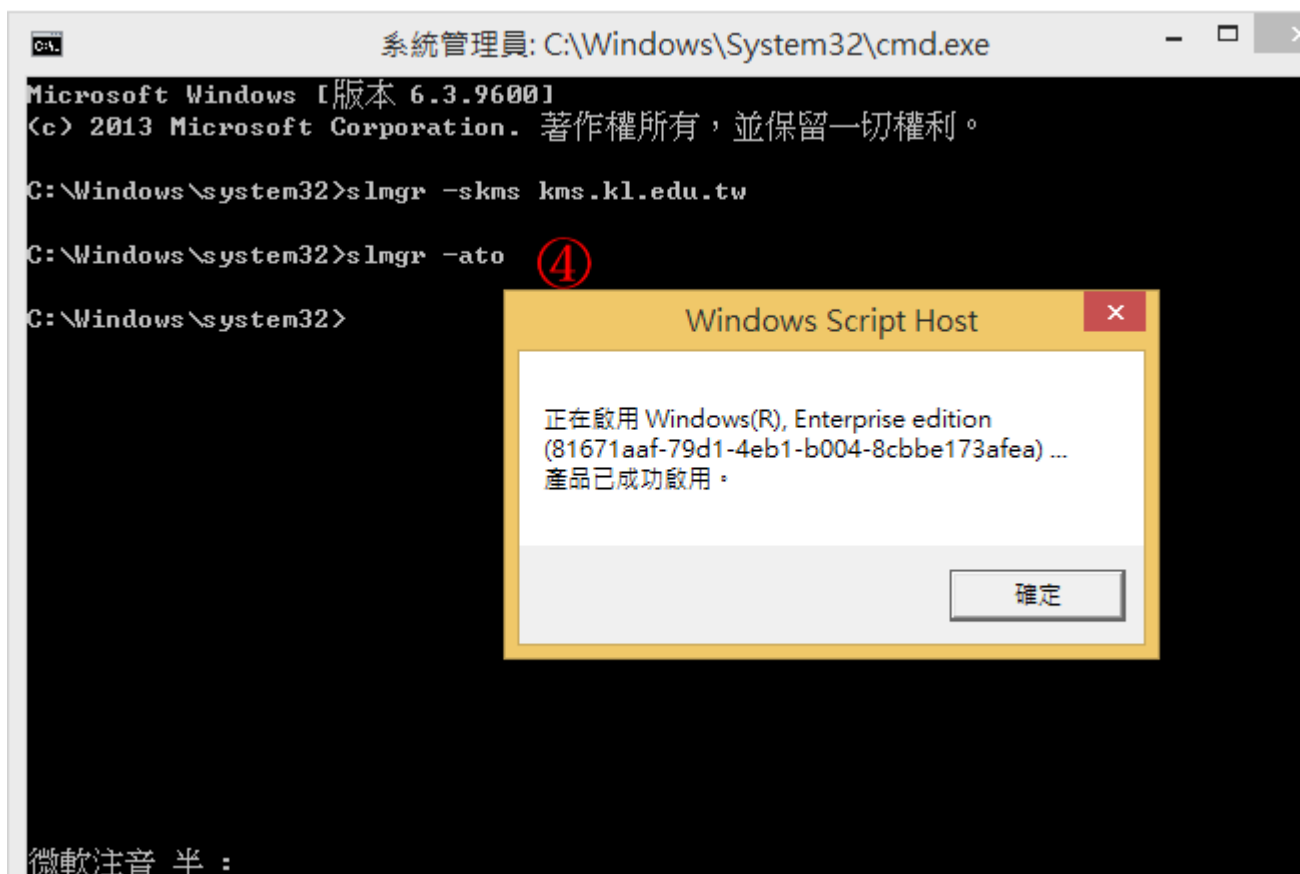 系統管理員: C:\Windows\System32\cmd.exe
Microsoft Windows [版本 6.3.9600]
<c> 2013 Microsoft Corporation. 著作權所有，並保留一切權利。
C:\Windows\system32>slmgr -skms kms.kl.edu.tw
C:\Windows\system32>slmgr -ato
④
C:\Windows\system32>
Windows Script Host
正在啟用 Windows(R), Enterprise edition
(81671aaf-79d1-4eb1-b004-8cbbe173afea) ...
產品已成功啟用。
確定
微軟注音 半 :